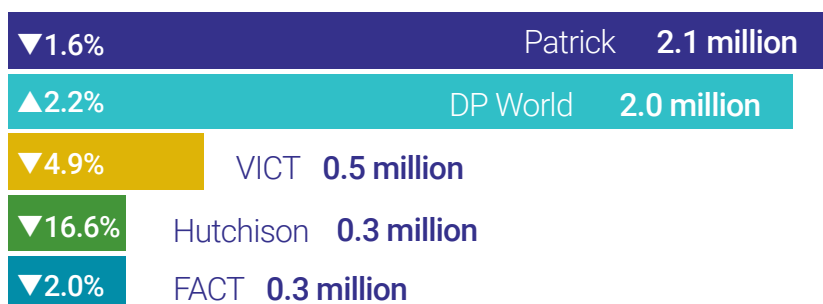 ▼1.6% Patrick 2.1 million
▲2.2% DP World 2.0 million
▼4.9% VICT 0.5 million
▼16.6% Hutchison 0.3 million
▼2.0% FACT 0.3 million